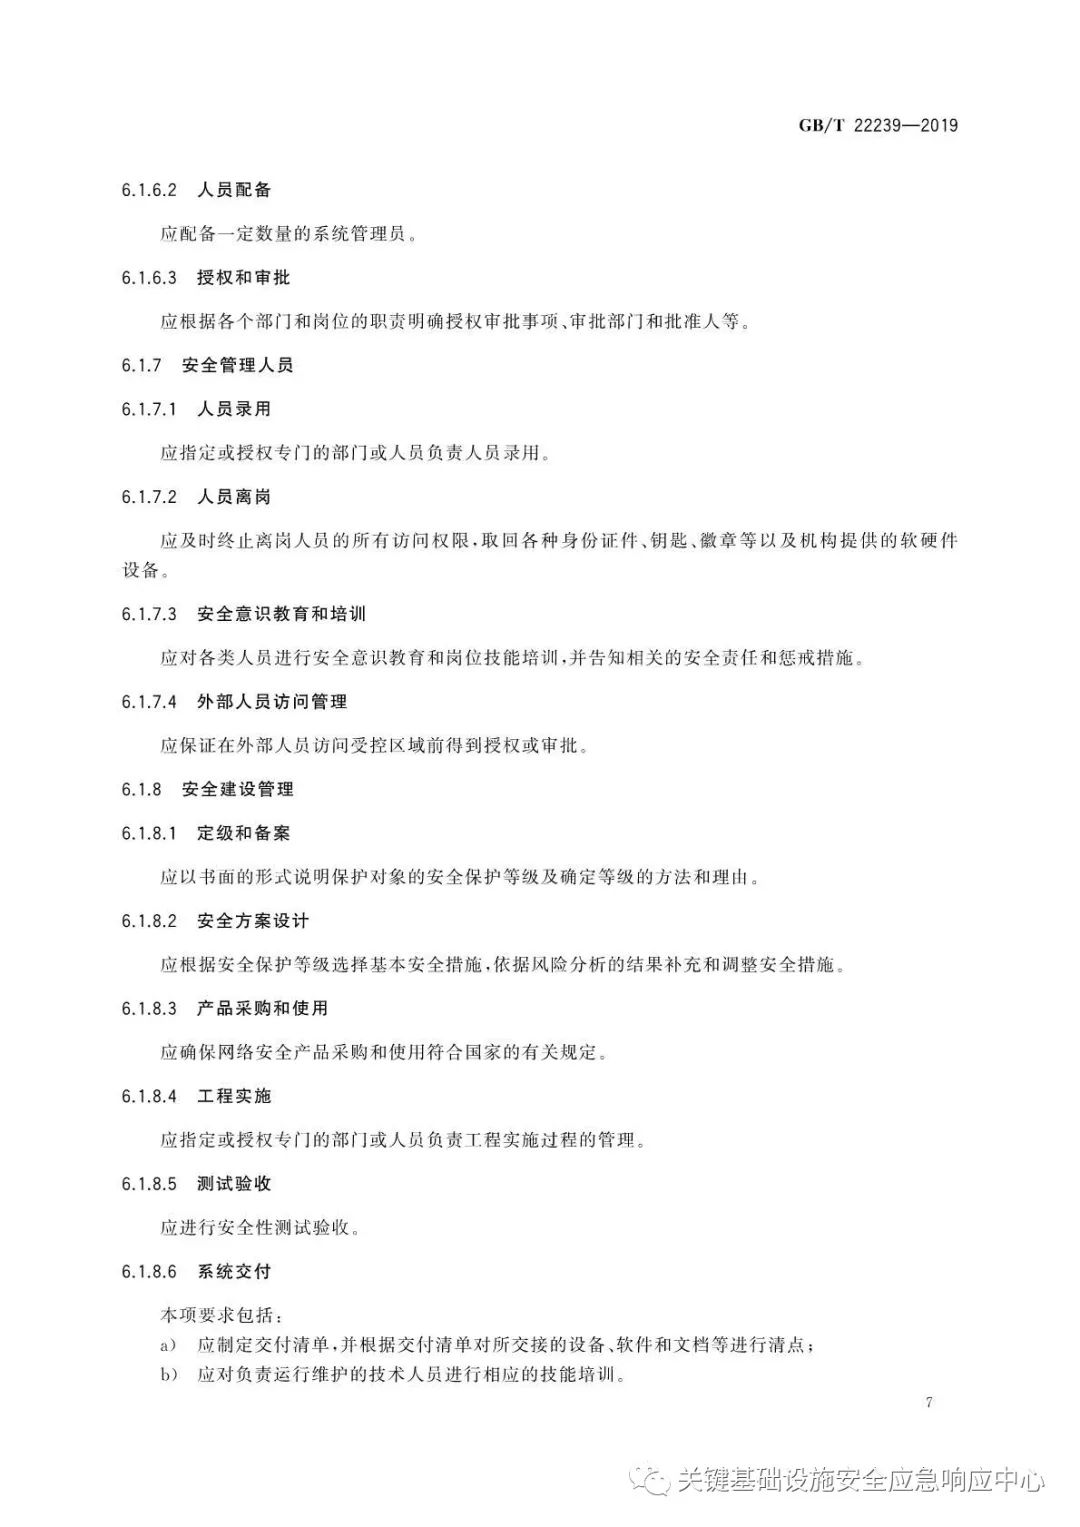 GB/T 22239—2019
6.1.6.2 人员配备
应配备一定数量的系统管理员。
6.1.6.3 授权和审批
应根据各个部门和岗位的职责明确授权审批事项、审批部门和批准人等。
6.1.7 安全管理人员
6.1.7.1 人员录用
应指定或授权专门的部门或人员负责人员录用。
6.1.7.2 人员离岗
应及时终止离岗人员的所有访问权限,取回各种身份证件、钥匙、徽章等以及机构提供的软硬件
设备。
6.1.7.3 安全意识教育和培训
应对各类人员进行安全意识教育和岗位技能培训,并告知相关的安全责任和惩戒措施。
6.1.7.4 外部人员访问管理
应保证在外部人员访问受控区域前得到授权或审批。
6.1.8 安全建设管理
6.1.8.1 定级和备案
应以书面的形式说明保护对象的安全保护等级及确定等级的方法和理由。
6.1.8.2 安全方案设计
应根据安全保护等级选择基本安全措施,依据风险分析的结果补充和调整安全措施。
6.1.8.3 产品采购和使用
应确保网络安全产品采购和使用符合国家的有关规定。
6.1.8.4 工程实施
应指定或授权专门的部门或人员负责工程实施过程的管理。
6.1.8.5 测试验收
应进行安全性测试验收。
6.1.8.6 系统交付
本项要求包括:
a) 应制定交付清单,并根据交付清单对所交接的设备、软件和文档等进行清点;
b) 应对负责运行维护的技术人员进行相应的技能培训。
7
关键基础设施安全应急响应中心